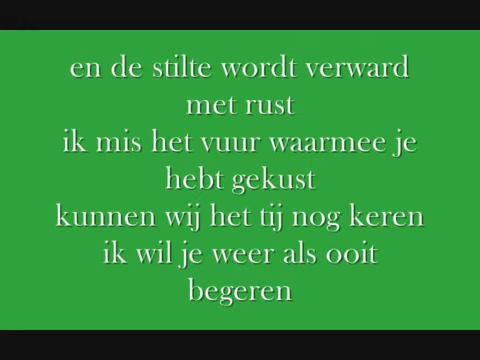 en de stilte wordt verward
met rust
ik mis het vuur waarmee je
hebt gekust
kunnen wij het tij nog keren
ik wil je weer als ooit
begeren